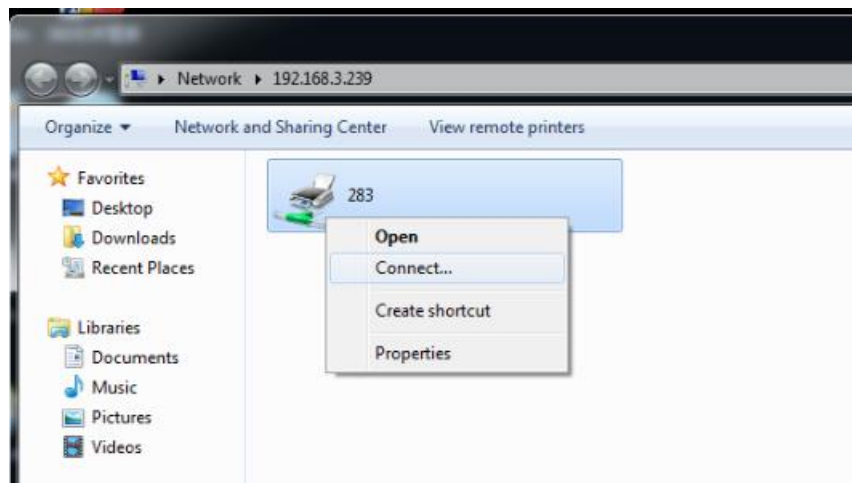 Network ▸ 192.168.3.239
Organize ▾ Network and Sharing Center View remote printers
Favorites
Desktop
Downloads
Recent Places
Libraries
Documents
Music
Pictures
Videos
283
Open
Connect...
Create shortcut
Properties